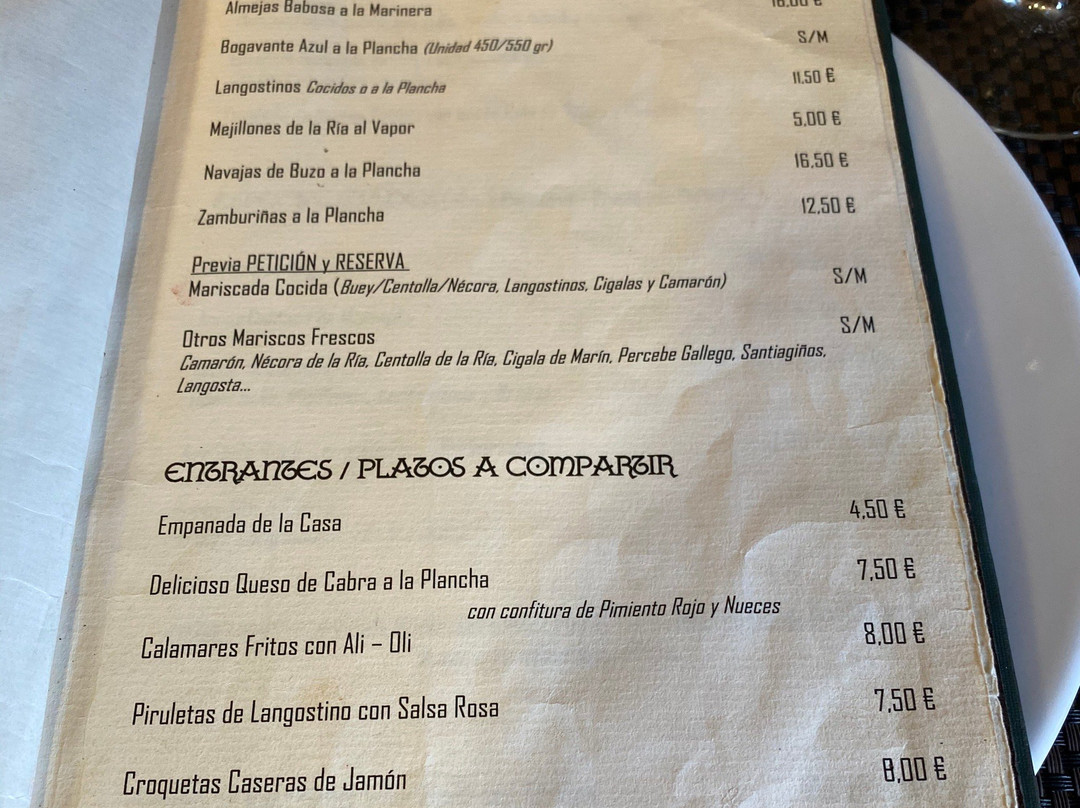 Almejas Babosa a la Marinera 16,00 €
Bogavante Azul a la Plancha (Unidad 450/550 gr) S/M
Langostinos Cocidos o a la Plancha 11,50 €
Mejillones de la Ría al Vapor 5,00 €
Navajas de Buzo a la Plancha 16,50 €
Zamburiñas a la Plancha 12,50 €
Previa PETICIÓN y RESERVA
Mariscada Cocida (Buey/Centolla/Nécora, Langostinos, Cigalas y Camarón) S/M
Otros Mariscos Frescos S/M
Camarón, Nécora de la Ría, Centolla de la Ría, Cigala de Marín, Percebe Gallego, Santiagiños,
Langosta...
ENTRANTES / PLATOS A COMPARTIR
Empanada de la Casa 4,50 €
Delicioso Queso de Cabra a la Plancha 7,50 €
con confitura de Pimiento Rojo y Nueces
Calamares Fritos con Ali – Oli 8,00 €
Piruletas de Langostino con Salsa Rosa 7,50 €
Croquetas Caseras de Jamón 8,00 €